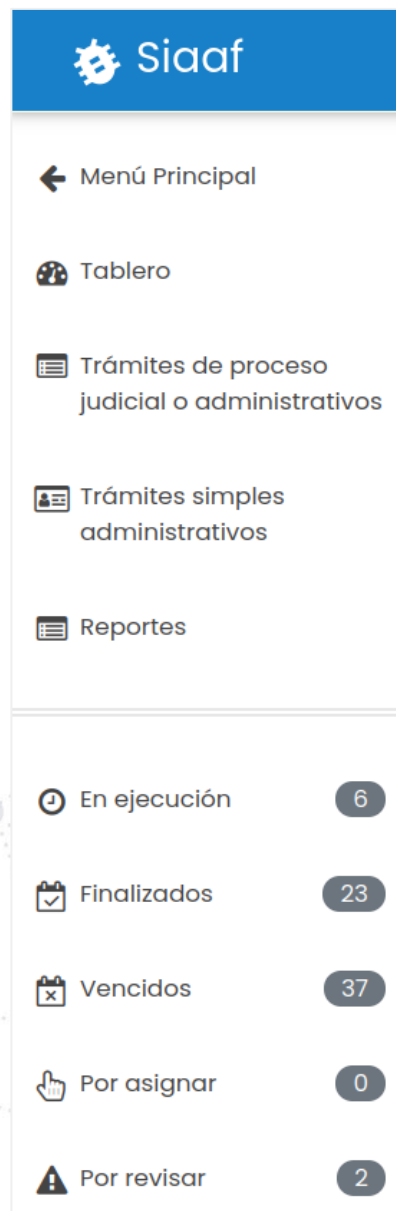 Siaaf
Menú Principal
Tablero
Trámites de proceso
judicial o administrativos
Trámites simples
administrativos
Reportes
En ejecución 6
Finalizados 23
Vencidos 37
Por asignar 0
Por revisar 2